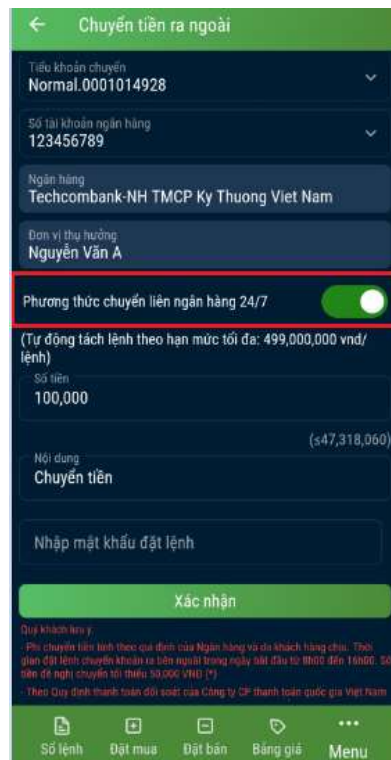 Chuyển tiền ra ngoài
Tiểu khoản chuyển
Normal.0001014928
Số tài khoản ngân hàng
123456789
Ngân hàng
Techcombank-NH TMCP Ky Thuong Viet Nam
Đơn vị thụ hưởng
Nguyễn Văn A
Phương thức chuyển liên ngân hàng 24/7
(Tự động tách lệnh theo hạn mức tối đa: 499,000,000 vnd/
lệnh)
Số tiền
100,000
(≤47,318,060)
Nội dung
Chuyển tiền
Nhập mật khẩu đặt lệnh
Xác nhận
Quý khách lưu ý:
- Phí chuyển tiền tính theo qui định của Ngân hàng và do khách hàng chịu. Thời
gian đặt lệnh chuyển khoản ra bên ngoài trong ngày bắt đầu từ 8h00 đến 16h00. Số
tiền đề nghị chuyển tối thiểu 50,000 VND (*)
- Theo Quy định thanh toán đối soát của Công ty CP thanh toán quốc gia Việt Nam
Sổ lệnh
Đặt mua
Đặt bán
Bảng giá
Menu